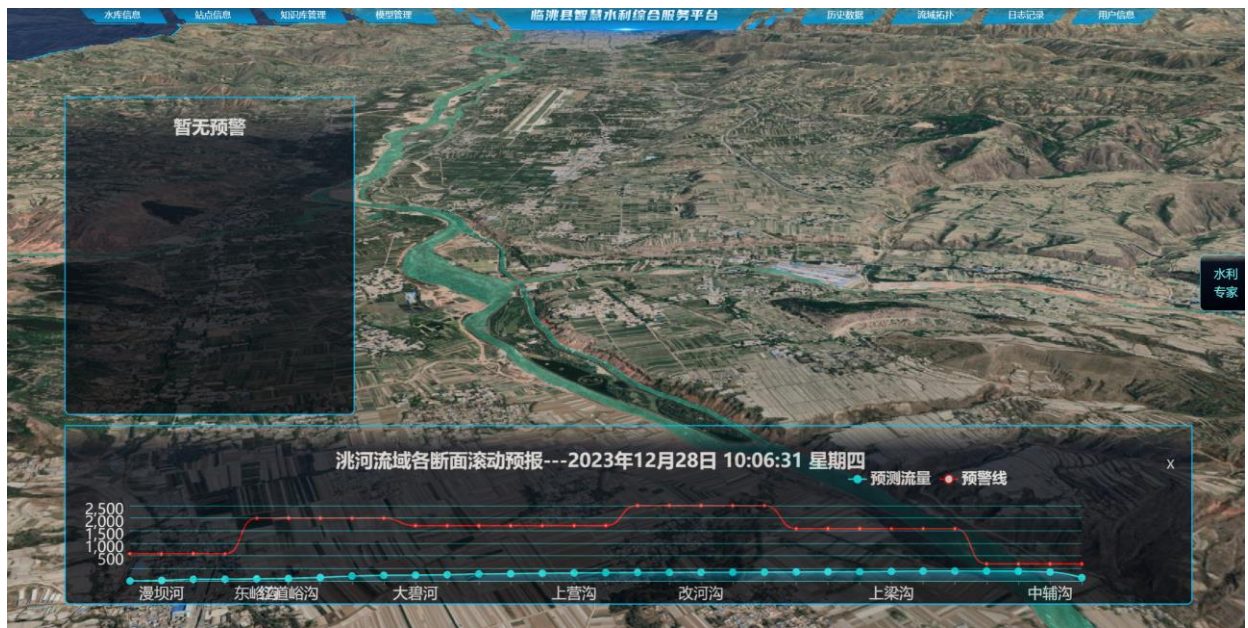 水库信息 站点信息 知识库管理 模型管理 临洮县智慧水利综合服务平台 历史数据 流域拓扑 日志记录 用户信息
暂无预警
水利
专家
洮河流域各断面滚动预报---2023年12月28日 10:06:31 星期四 X
预测流量 预警线
2,500
2,000
1,500
1,000
500
漫坝河 东峪沟 道峪沟 大碧河 上营沟 改河沟 上梁沟 中铺沟